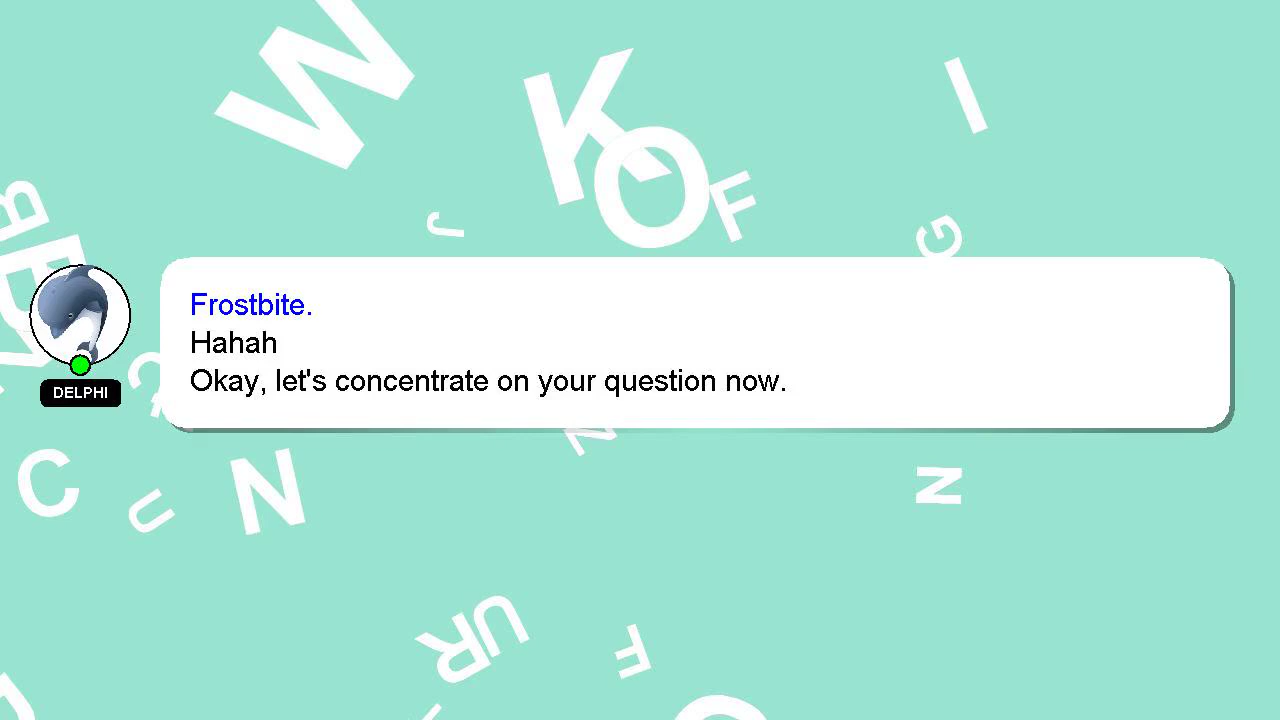 W
K
O
I
F
J
G
Frostbite.
Hahah
Okay, let's concentrate on your question now.
DELPHI
C
U
N
N
N
U
R
F